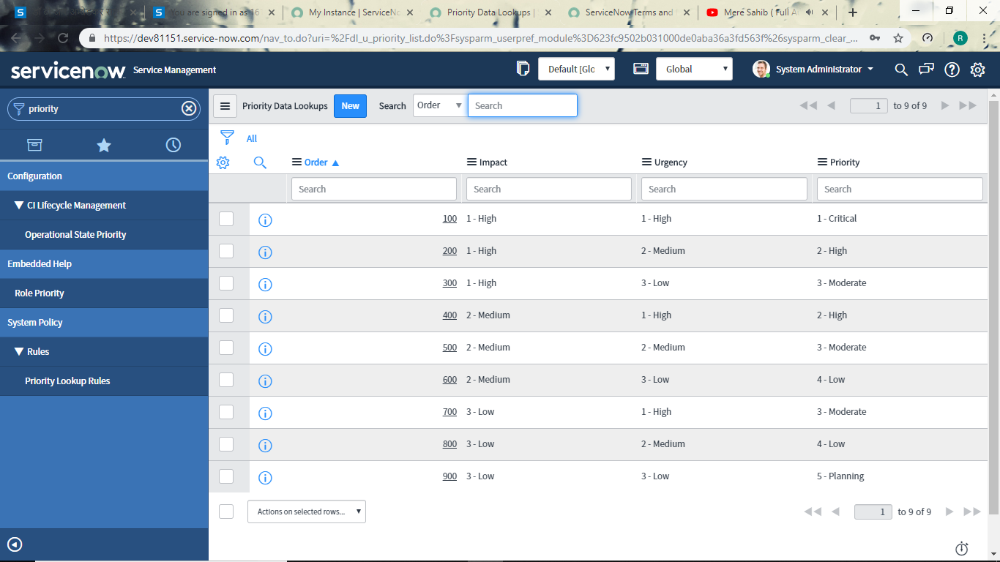 You are signed in as 16
My Instance | ServiceNo
Priority Data Lookups |
ServiceNow Terms and
Mere Sahib ( Full A
https://dev81151.service-now.com/nav_to.do?uri=%2Fdl_u_priority_list.do%3Fsysparm_userpref_module%3D623fc9502b031000de0aba36a3fd563f%26sysparm_clear_...
R
servicenow Service Management
Default [Glo
Global
System Administrator
priority
Priority Data Lookups
New
Search
Order
Search
1 to 9 of 9
All
Order Impact Urgency Priority
Search Search Search Search
100 1 - High 1 - High 1 - Critical
200 1 - High 2 - Medium 2 - High
300 1 - High 3 - Low 3 - Moderate
400 2 - Medium 1 - High 2 - High
500 2 - Medium 2 - Medium 3 - Moderate
600 2 - Medium 3 - Low 4 - Low
700 3 - Low 1 - High 3 - Moderate
800 3 - Low 2 - Medium 4 - Low
900 3 - Low 3 - Low 5 - Planning
Actions on selected rows...
1 to 9 of 9
Configuration
CI Lifecycle Management
Operational State Priority
Embedded Help
Role Priority
System Policy
Rules
Priority Lookup Rules